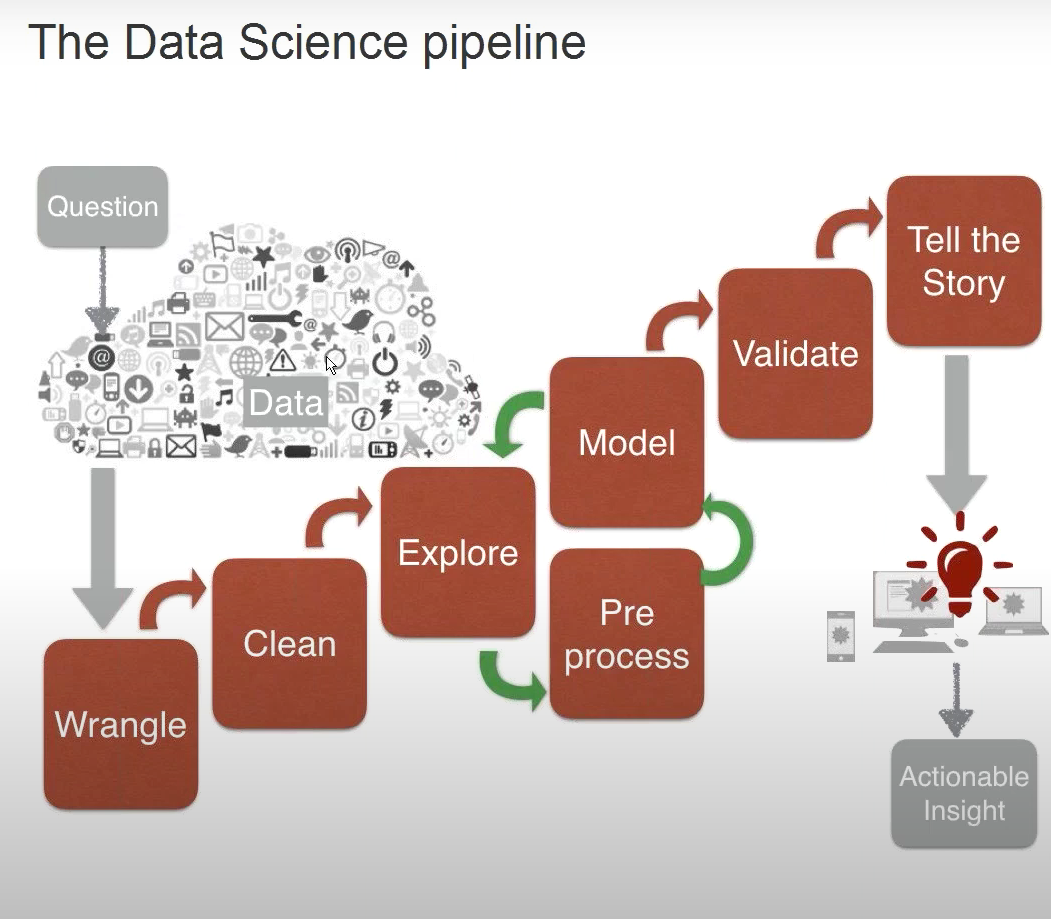 The Data Science pipeline
Question
Data
Wrangle
Clean
Explore
Pre
process
Model
Validate
Tell the
Story
Actionable
Insight